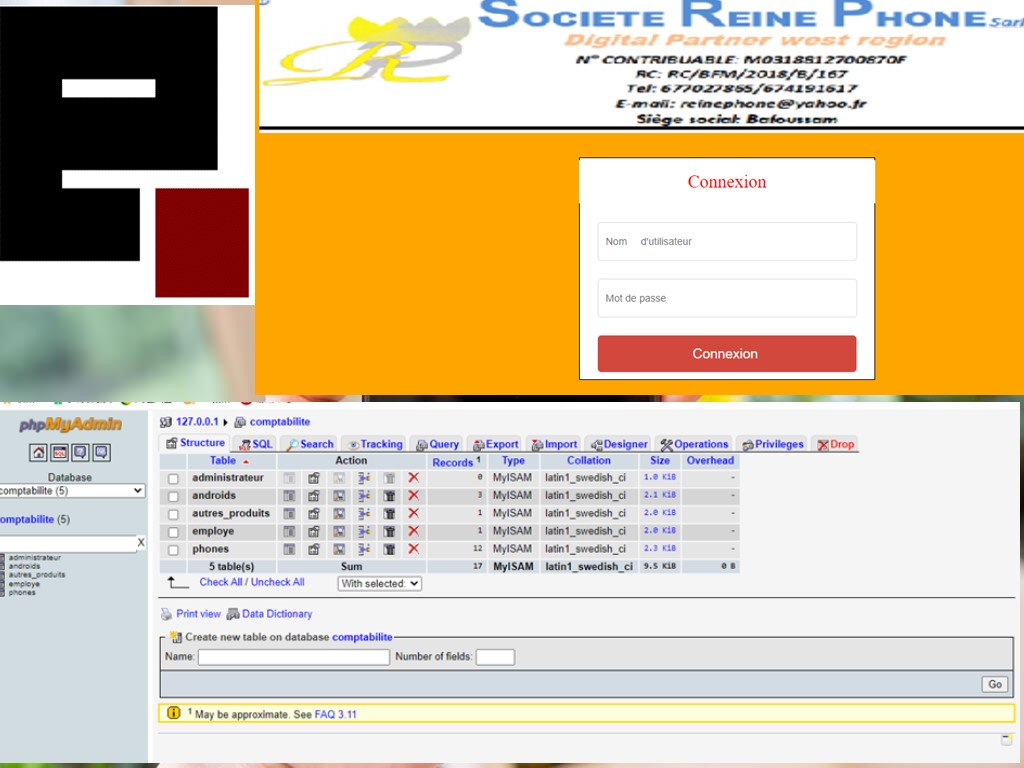 SOCIETE REINE PHONE Sarl
Digital Partner west region
N° CONTRIBUABLE: M0318812700870F
RC: RC/BFM/2018/B/167
Tel: 677027865/674191617
E-mail: reinephone@yahoo.fr
Siège social: Bafoussam
Connexion
Nom d'utilisateur
Mot de passe
Connexion
phpMyAdmin
Database
comptabilite (5)
omptabilite (5)
X
administrateur
androids
autres_produits
employe
phones
127.0.0.1 comptabilite
Structure SQL Search Tracking Query Export Import Designer Operations Privileges Drop
Table Action Records 1 Type Collation Size Overhead
administrateur 0 MyISAM latin1_swedish_ci 1.0 KiB -
androids 3 MyISAM latin1_swedish_ci 2.1 KiB -
autres_produits 1 MyISAM latin1_swedish_ci 2.0 KiB -
employe 1 MyISAM latin1_swedish_ci 2.0 KiB -
phones 12 MyISAM latin1_swedish_ci 2.3 KiB -
5 table(s) Sum 17 MyISAM latin1_swedish_ci 9.5 KiB 0 B
Check All / Uncheck All With selected:
Print view Data Dictionary
Create new table on database comptabilite
Name: Number of fields:
Go
1 May be approximate. See FAQ 3.11